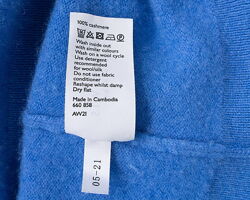 100% cashmere
Wash inside out
with similar colours
Wash on a wool cycle
Use detergent
recommended
for wool/silk
Do not use fabric
conditioner
Reshape whilst damp
Dry flat
Made in Cambodia
660 858
AW21
05-21